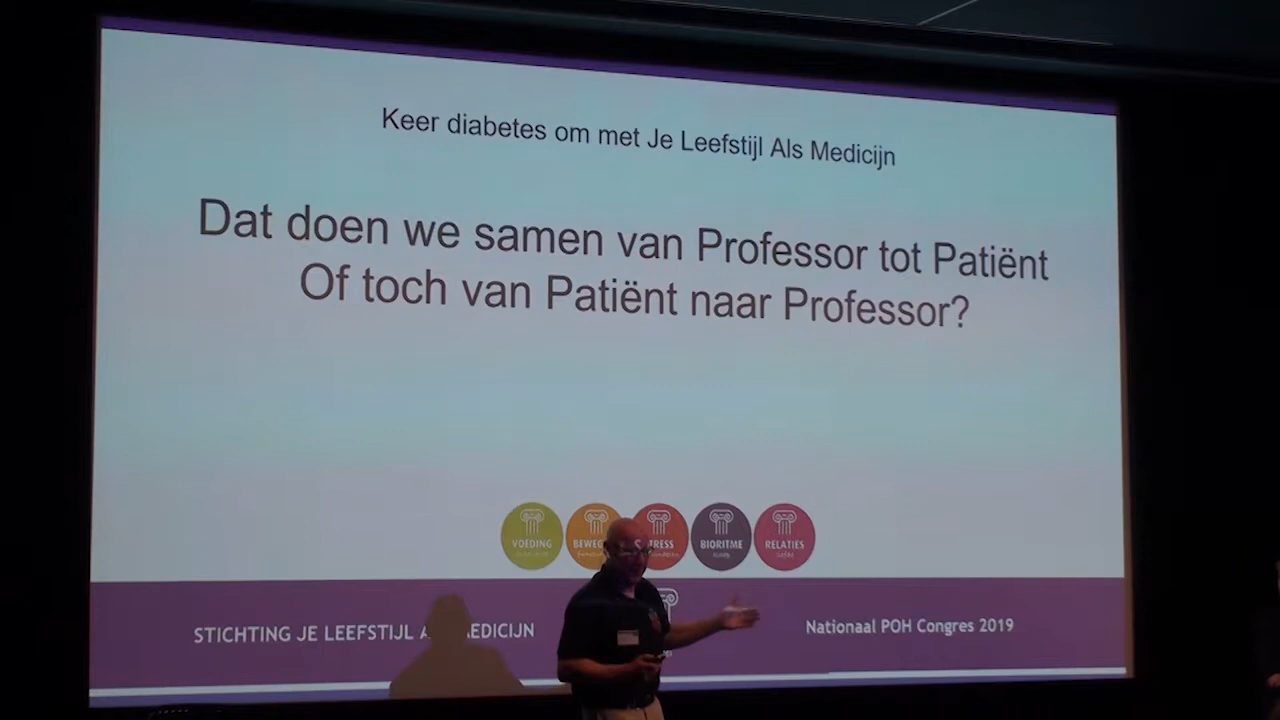 Keer diabetes om met Je Leefstijl Als Medicijn
Dat doen we samen van Professor tot Patiënt
Of toch van Patiënt naar Professor?
VOEDING
BIORITME
RELATIES
STICHTING JE LEEFSTIJL
Nationaal POH Congres 2019